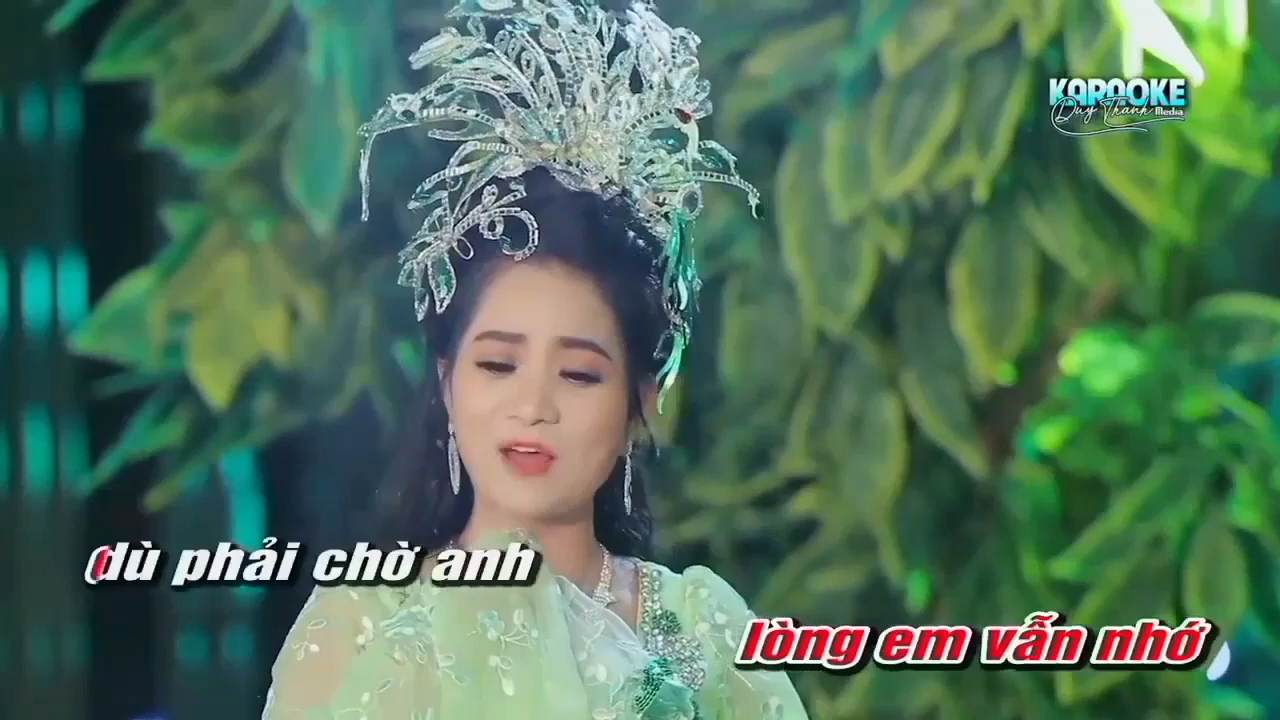 KARAOKE
Duy Thanh Media
dù phải chờ anh
lòng em vẫn nhớ